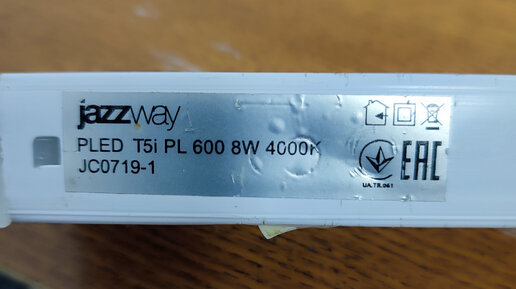 jazzway
PLED T5i PL 600 8W 4000K
JC0719-1
EAC
UA.TR.061